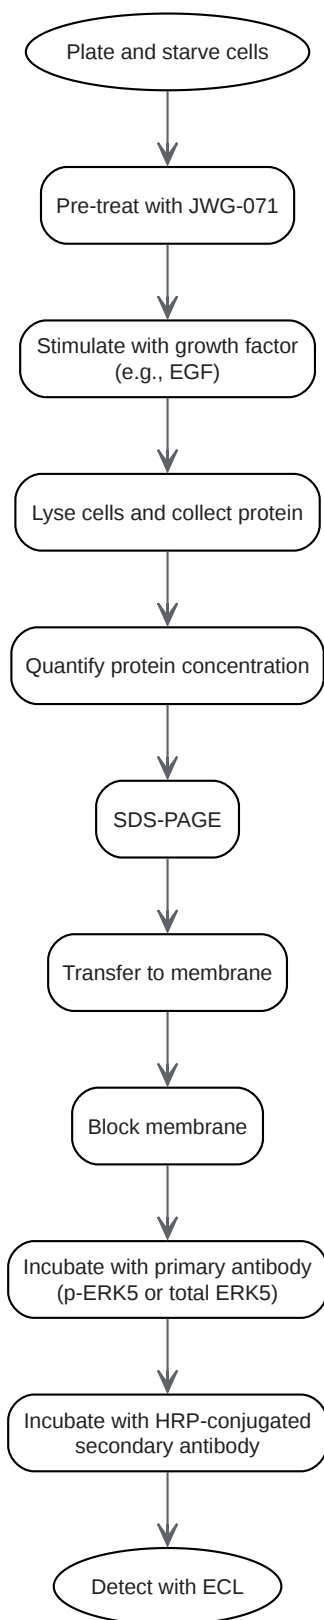 Plate and starve cells
Pre-treat with JWG-071
Stimulate with growth factor
(e.g., EGF)
Lyse cells and collect protein
Quantify protein concentration
SDS-PAGE
Transfer to membrane
Block membrane
Incubate with primary antibody
(p-ERK5 or total ERK5)
Incubate with HRP-conjugated
secondary antibody
Detect with ECL